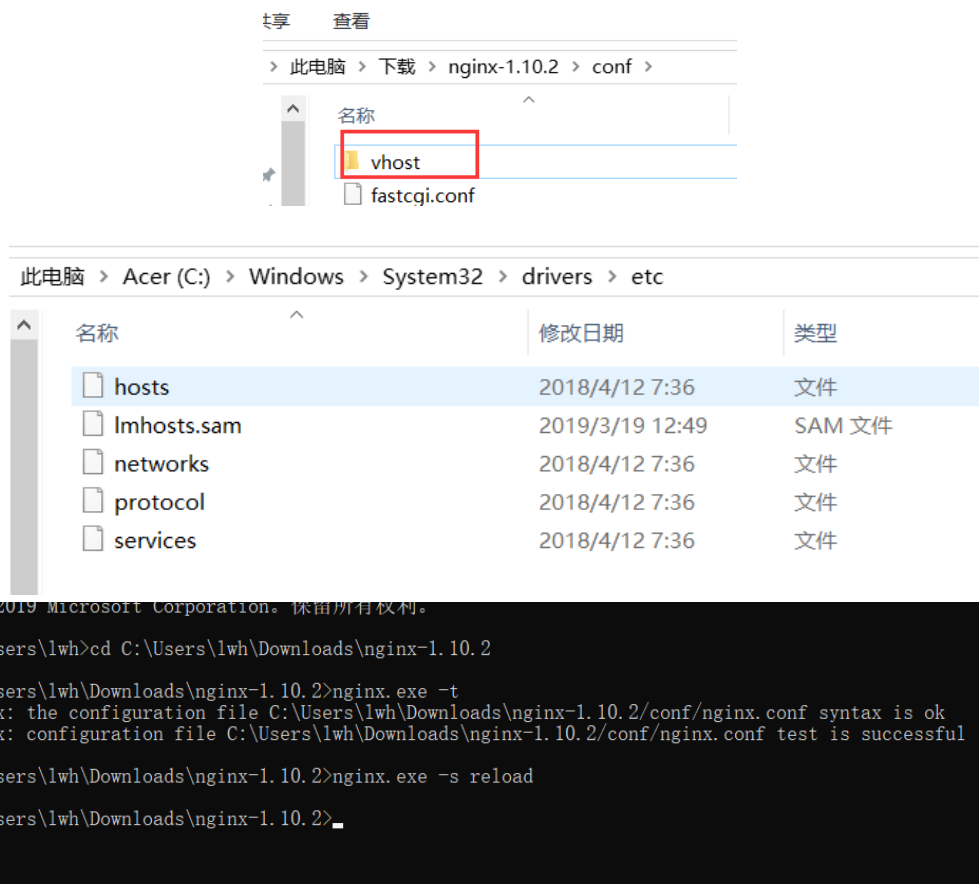 共享 查看
> 此电脑 > 下载 > nginx-1.10.2 > conf >
名称
vhost
fastcgi.conf
此电脑 > Acer (C:) > Windows > System32 > drivers > etc
名称 修改日期 类型
hosts 2018/4/12 7:36 文件
lmhosts.sam 2019/3/19 12:49 SAM 文件
networks 2018/4/12 7:36 文件
protocol 2018/4/12 7:36 文件
services 2018/4/12 7:36 文件
2019 Microsoft Corporation。保留所有权利。
sers\lwh>cd C:\Users\lwh\Downloads\nginx-1.10.2
sers\lwh\Downloads\nginx-1.10.2>nginx.exe -t
x: the configuration file C:\Users\lwh\Downloads\nginx-1.10.2/conf/nginx.conf syntax is ok
x: configuration file C:\Users\lwh\Downloads\nginx-1.10.2/conf/nginx.conf test is successful
sers\lwh\Downloads\nginx-1.10.2>nginx.exe -s reload
sers\lwh\Downloads\nginx-1.10.2>